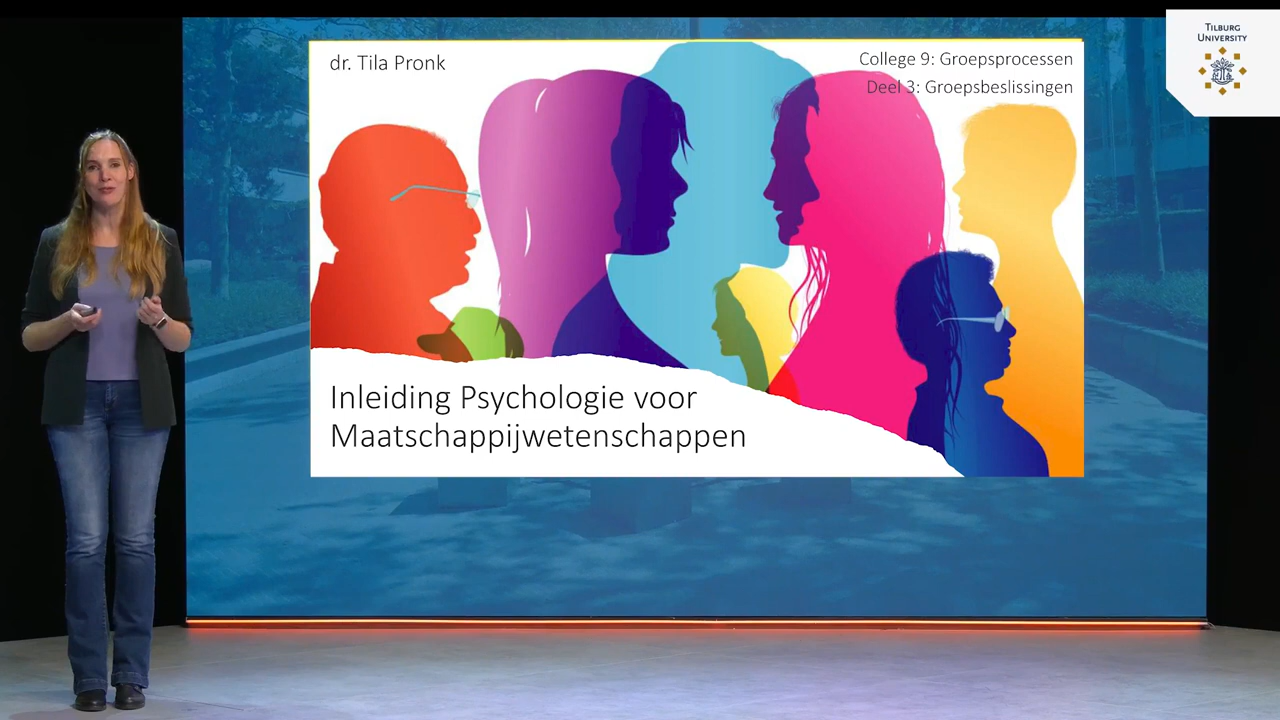 dr. Tila Pronk
College 9: Groepsprocessen
Deel 3: Groepsbeslissingen
Inleiding Psychologie voor
Maatschappijwetenschappen
TILBURG
UNIVERSITY